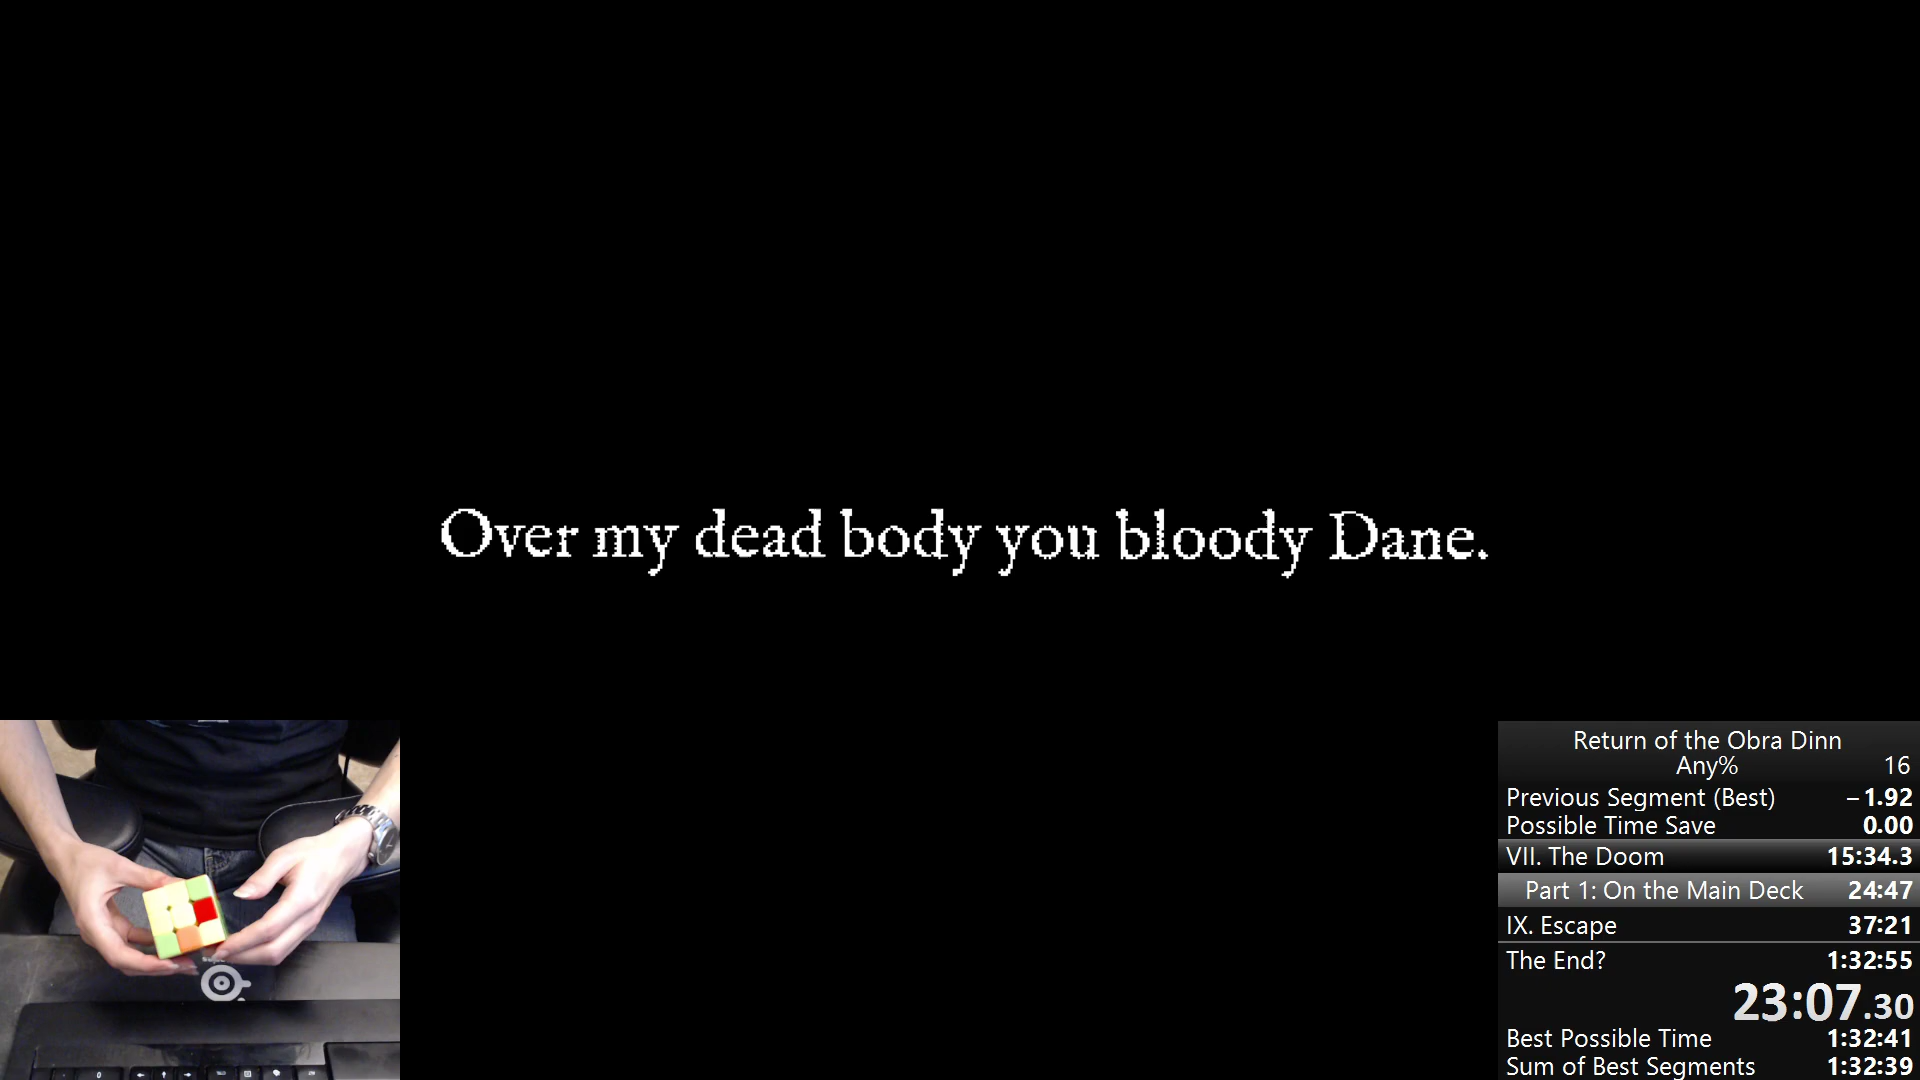 Over my dead body you bloody Dane.
Return of the Obra Dinn
Any% 16
Previous Segment (Best) −1.92
Possible Time Save 0.00
VII. The Doom 15:34.3
Part 1: On the Main Deck 24:47
IX. Escape 37:21
The End? 1:32:55
23:07.30
Best Possible Time 1:32:41
Sum of Best Segments 1:32:39